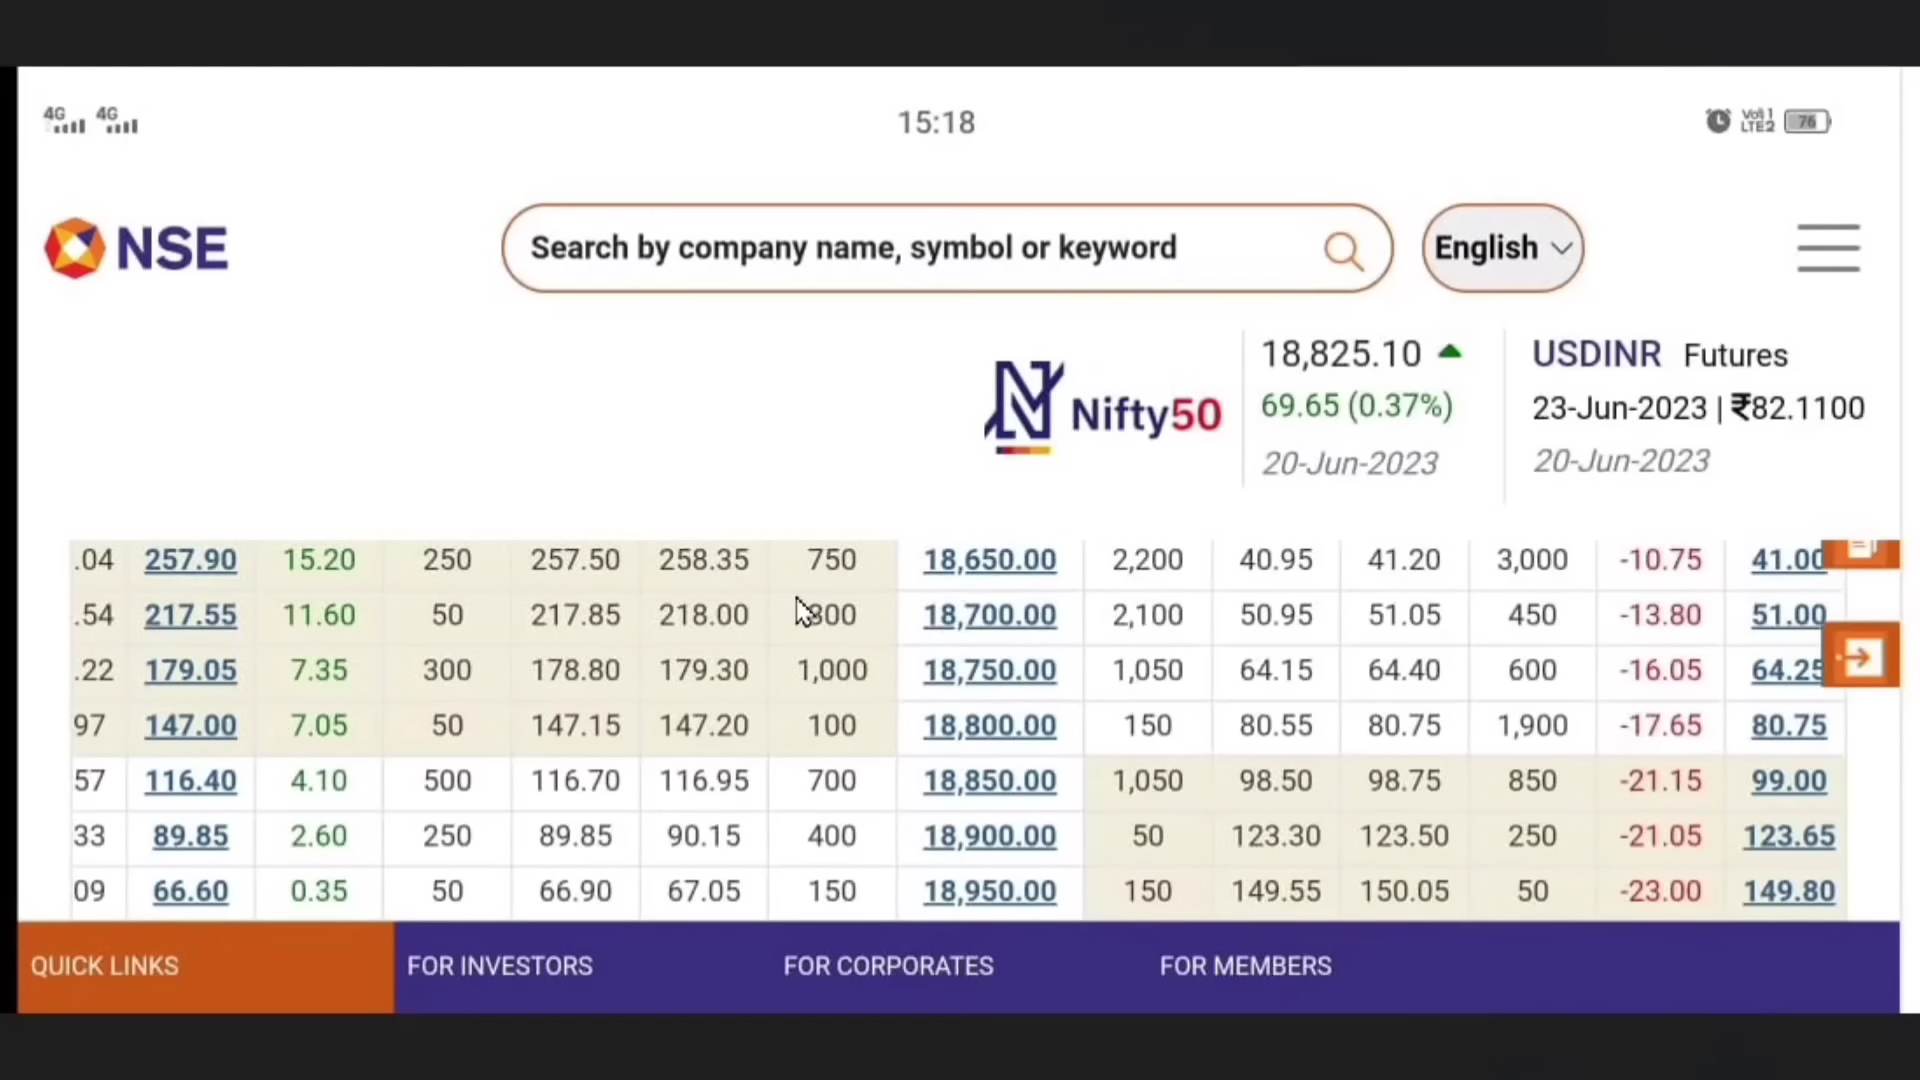 4G 4G 15:18 Vol) 1 LTE2 76
NSE Search by company name, symbol or keyword English
Nifty50
18,825.10
69.65 (0.37%)
20-Jun-2023
USDINR Futures
23-Jun-2023 | ₹82.1100
20-Jun-2023
.04 257.90 15.20 250 257.50 258.35 750 18,650.00 2,200 40.95 41.20 3,000 -10.75 41.00
.54 217.55 11.60 50 217.85 218.00 300 18,700.00 2,100 50.95 51.05 450 -13.80 51.00
.22 179.05 7.35 300 178.80 179.30 1,000 18,750.00 1,050 64.15 64.40 600 -16.05 64.25
97 147.00 7.05 50 147.15 147.20 100 18,800.00 150 80.55 80.75 1,900 -17.65 80.75
57 116.40 4.10 500 116.70 116.95 700 18,850.00 1,050 98.50 98.75 850 -21.15 99.00
33 89.85 2.60 250 89.85 90.15 400 18,900.00 50 123.30 123.50 250 -21.05 123.65
09 66.60 0.35 50 66.90 67.05 150 18,950.00 150 149.55 150.05 50 -23.00 149.80
QUICK LINKS FOR INVESTORS FOR CORPORATES FOR MEMBERS